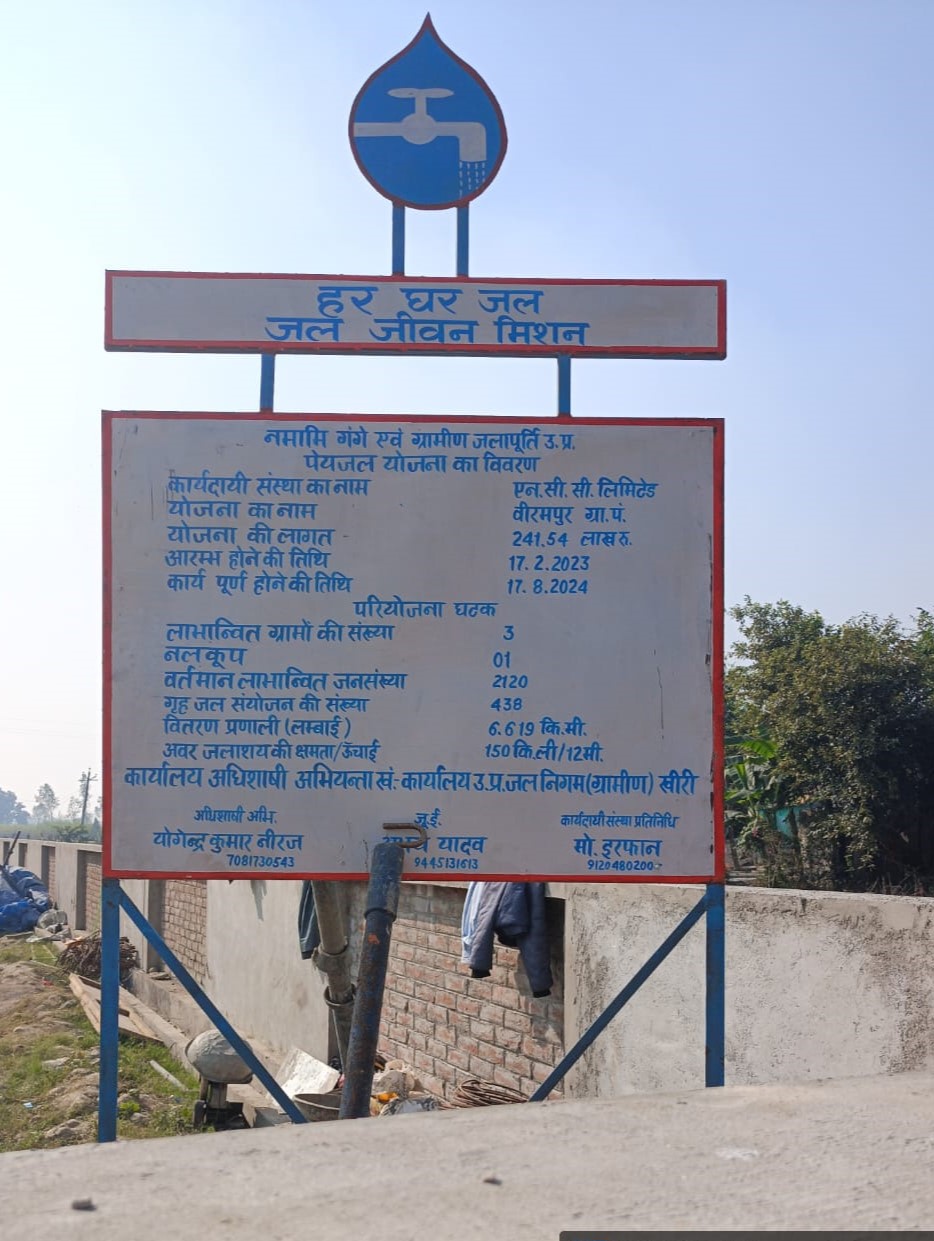 हर घर जल
जल जीवन मिशन
नमामि गंगे एवं ग्रामीण जलापूर्ति उ.प्र.
पेयजल योजना का विवरण
कार्यदायी संस्था का नाम एन.सी.सी. लिमिटेड
योजना का नाम वीरमपुर ग्रा.पं.
योजना की लागत 241.54 लाख रु.
आरम्भ होने की तिथि 17.2.2023
कार्य पूर्ण होने की तिथि 17.8.2024
परियोजना घटक
लाभान्वित ग्रामों की संख्या 3
नलकूप 01
वर्तमान लाभान्वित जनसंख्या 2120
गृह जल संयोजन की संख्या 438
वितरण प्रणाली (लम्बाई) 6.619 कि.मी.
अवर जलाशय की क्षमता/ऊँचाई 150 कि.ली/12मी.
कार्यालय अधिशाषी अभियन्ता खं- कार्यालय उ.प्र.जल निगम(ग्रामीण) खीरी
अधिशाषी अभि. जू.ई. कार्यदायी संस्था प्रतिनिधि
योगेन्द्र कुमार नीरज यादव मो. इरफान
7081730543 9445131613 9120480200